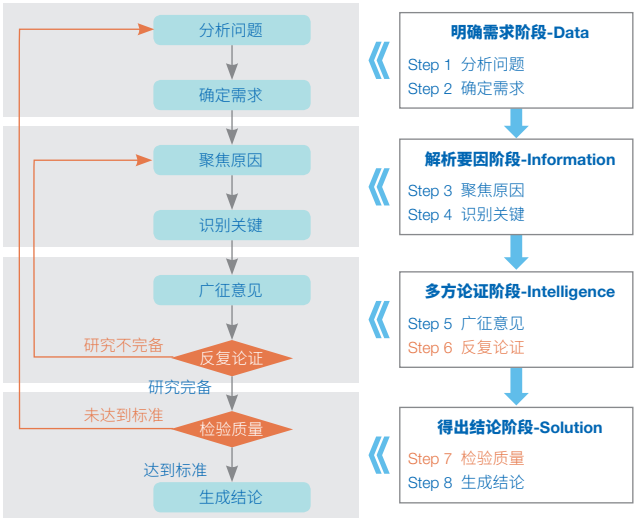 分析问题
确定需求
聚焦原因
识别关键
广征意见
研究不完备
反复论证
研究完备
未达到标准
检验质量
达到标准
生成结论
明确需求阶段-Data
Step 1 分析问题
Step 2 确定需求
解析要因阶段-Information
Step 3 聚焦原因
Step 4 识别关键
多方论证阶段-Intelligence
Step 5 广征意见
Step 6 反复论证
得出结论阶段-Solution
Step 7 检验质量
Step 8 生成结论